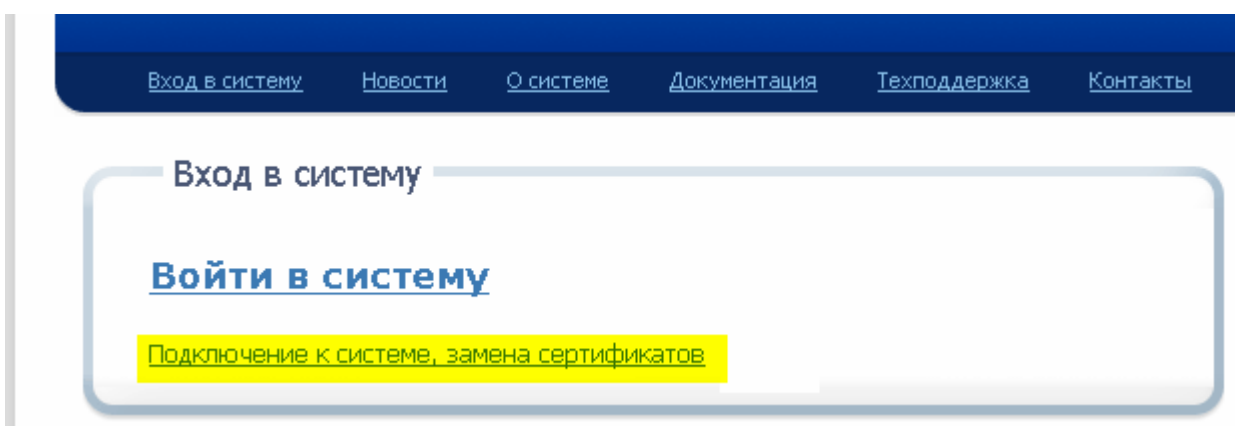 Вход в систему Новости О системе Документация Техподдержка Контакты
Вход в систему
Войти в систему
Подключение к системе, замена сертификатов